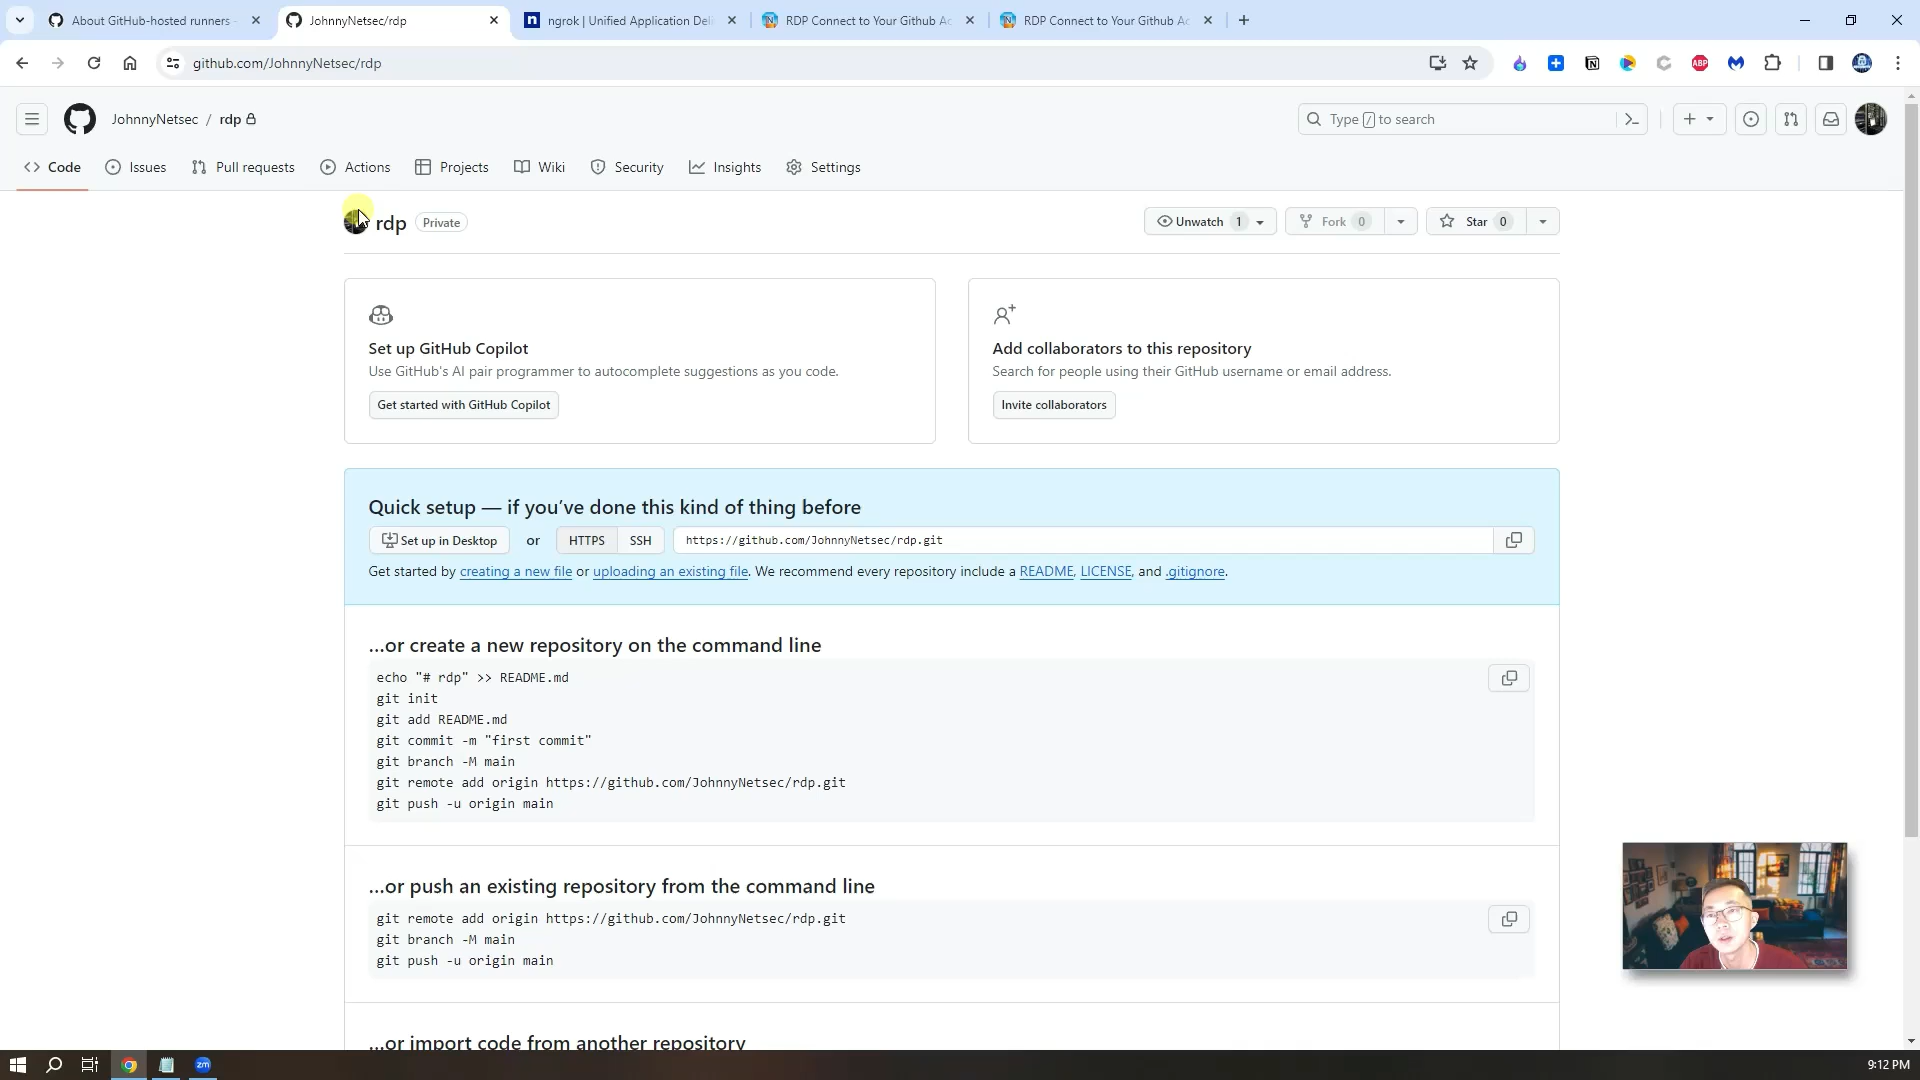 About GitHub-hosted runners
JohnnyNetsec/rdp
ngrok | Unified Application Deli
RDP Connect to Your Github Ac
RDP Connect to Your Github Ac
github.com/JohnnyNetsec/rdp
ABP
JohnnyNetsec / rdp
Type / to search
Code
Issues
Pull requests
Actions
Projects
Wiki
Security
Insights
Settings
rdp
Private
Unwatch 1
Fork 0
Star 0
Set up GitHub Copilot
Use GitHub's AI pair programmer to autocomplete suggestions as you code.
Get started with GitHub Copilot
Add collaborators to this repository
Search for people using their GitHub username or email address.
Invite collaborators
Quick setup — if you've done this kind of thing before
Set up in Desktop
or
HTTPS
SSH
https://github.com/JohnnyNetsec/rdp.git
Get started by creating a new file or uploading an existing file. We recommend every repository include a README, LICENSE, and .gitignore.
…or create a new repository on the command line
echo "# rdp" >> README.md
git init
git add README.md
git commit -m "first commit"
git branch -M main
git remote add origin https://github.com/JohnnyNetsec/rdp.git
git push -u origin main
…or push an existing repository from the command line
git remote add origin https://github.com/JohnnyNetsec/rdp.git
git branch -M main
git push -u origin main
…or import code from another repository
zm
9:12 PM